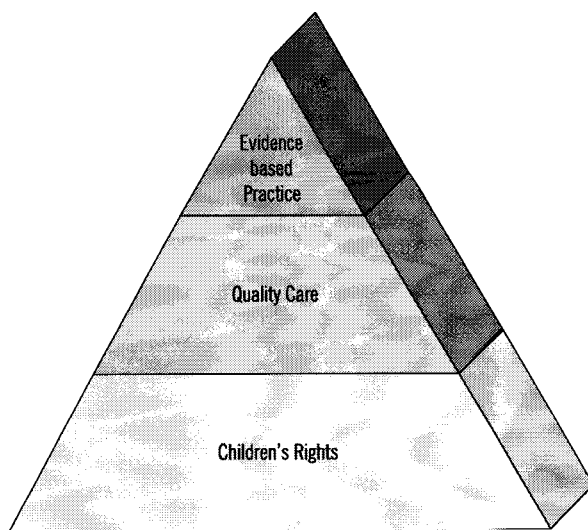 Evidence
based
Practice
Quality Care
Children's Rights